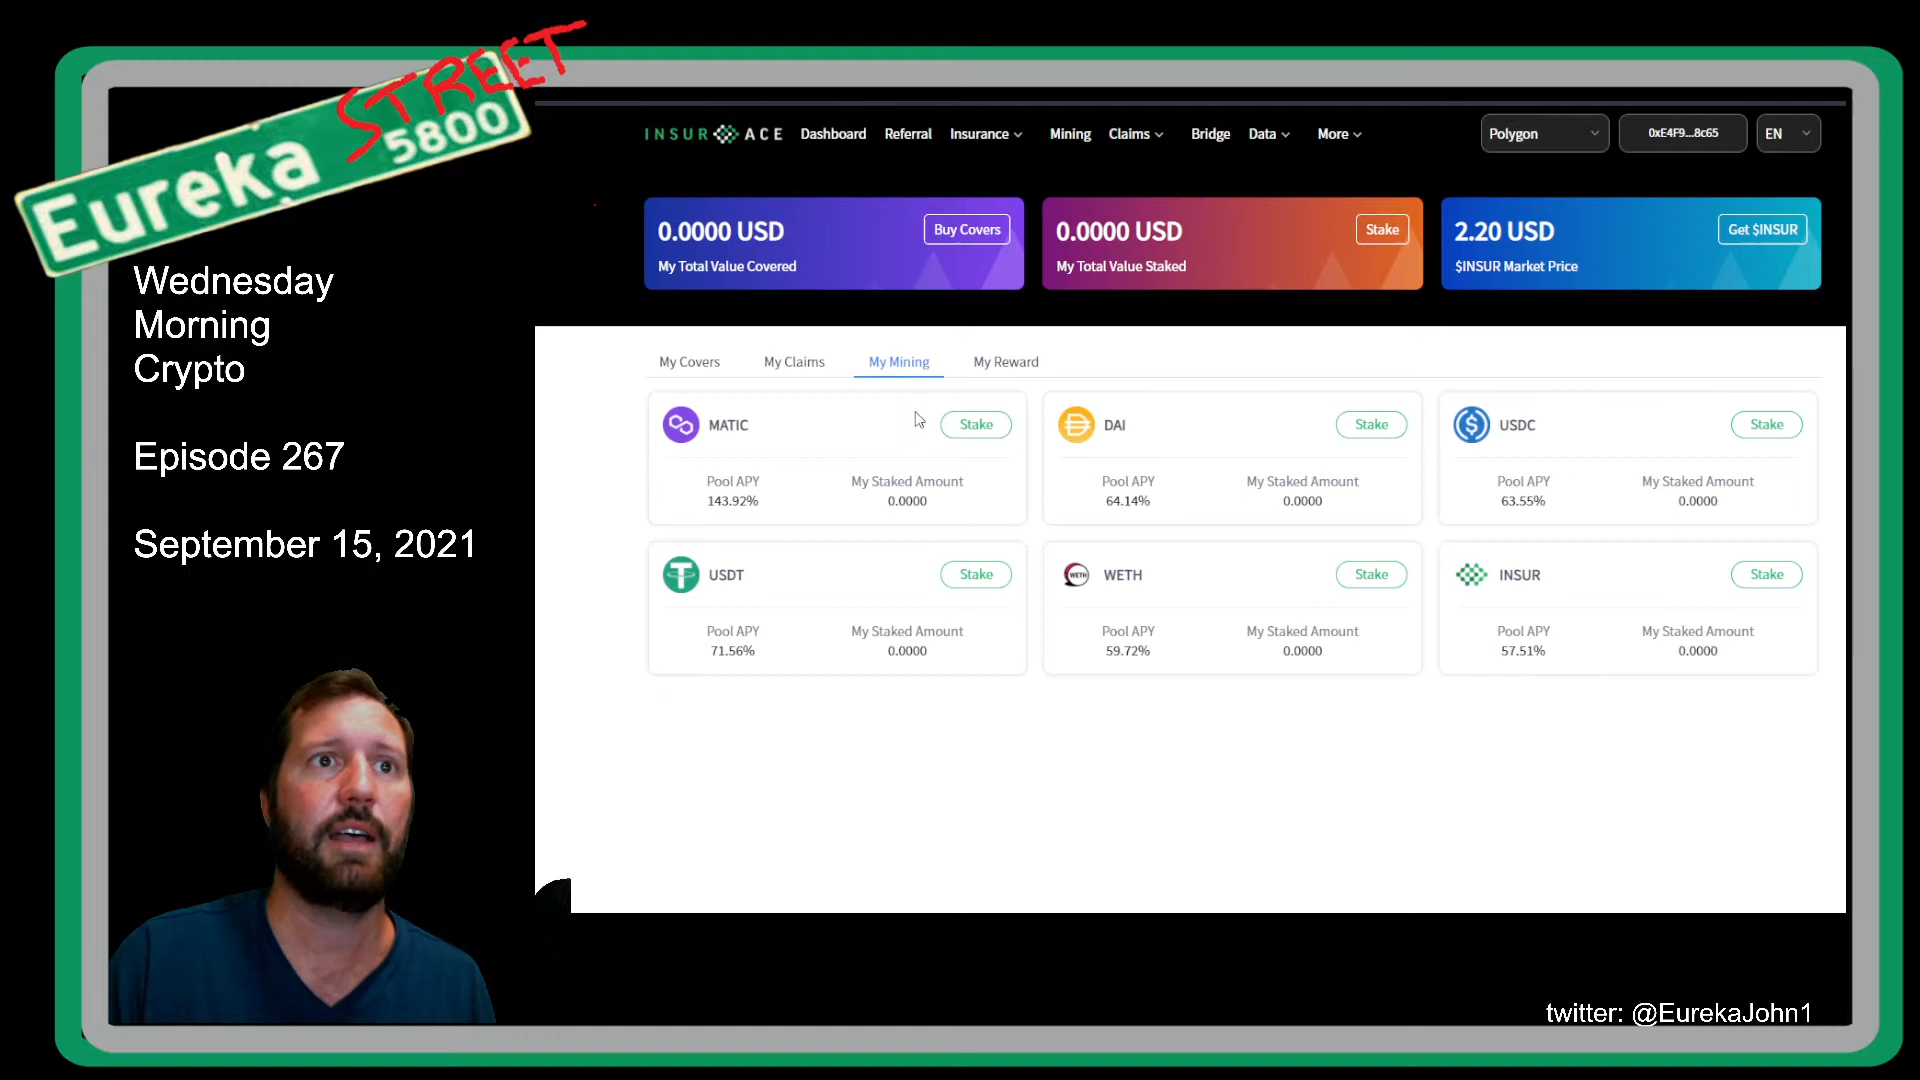 Eureka
STREET
5800
Wednesday
Morning
Crypto
Episode 267
September 15, 2021
INSUR ACE Dashboard Referral Insurance Mining Claims Bridge Data More Polygon 0xE4F9...8c65 EN
0.0000 USD Buy Covers
My Total Value Covered
0.0000 USD Stake
My Total Value Staked
2.20 USD Get $INSUR
$INSUR Market Price
My Covers My Claims My Mining My Reward
MATIC Stake
Pool APY My Staked Amount
143.92% 0.0000
DAI Stake
Pool APY My Staked Amount
64.14% 0.0000
USDC Stake
Pool APY My Staked Amount
63.55% 0.0000
USDT Stake
Pool APY My Staked Amount
71.56% 0.0000
WETH WETH Stake
Pool APY My Staked Amount
59.72% 0.0000
INSUR Stake
Pool APY My Staked Amount
57.51% 0.0000
twitter: @EurekaJohn1